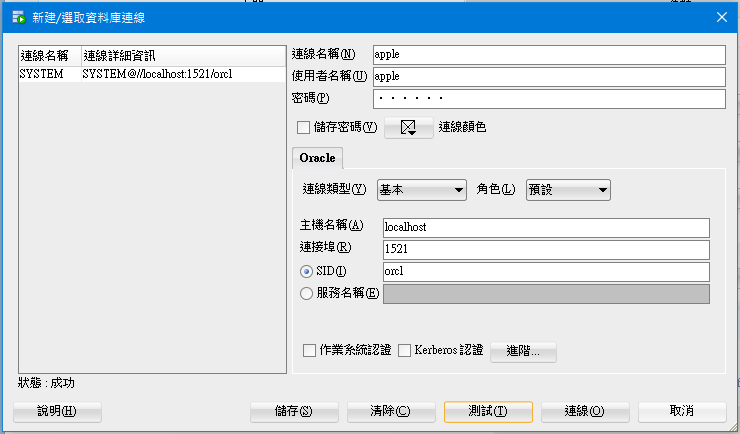 新建/選取資料庫連線
連線名稱 連線詳細資訊
SYSTEM SYSTEM@//localhost:1521/orcl
連線名稱(N) apple
使用者名稱(U) apple
密碼(P) ······
儲存密碼(V) 連線顏色
Oracle
連線類型(Y) 基本 角色(L) 預設
主機名稱(A) localhost
連接埠(R) 1521
SID(I) orcl
服務名稱(E)
作業系統認證 Kerberos 認證 進階...
狀態 : 成功
說明(H) 儲存(S) 清除(C) 測試(T) 連線(O) 取消